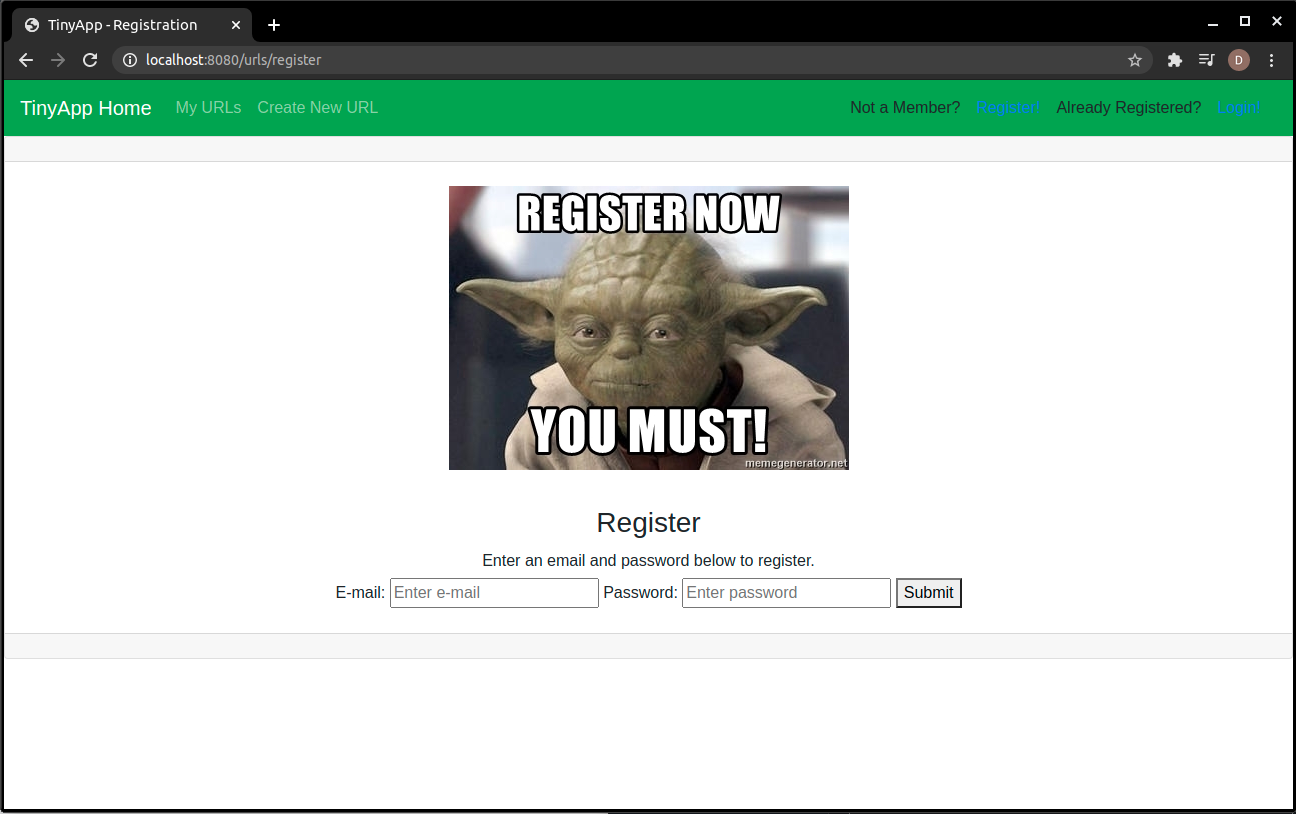 TinyApp - Registration
localhost:8080/urls/register
D
TinyApp Home My URLs Create New URL Not a Member? Register! Already Registered? Login!
REGISTER NOW
YOU MUST!
memegenerator.net
Register
Enter an email and password below to register.
E-mail: Enter e-mail Password: Enter password Submit